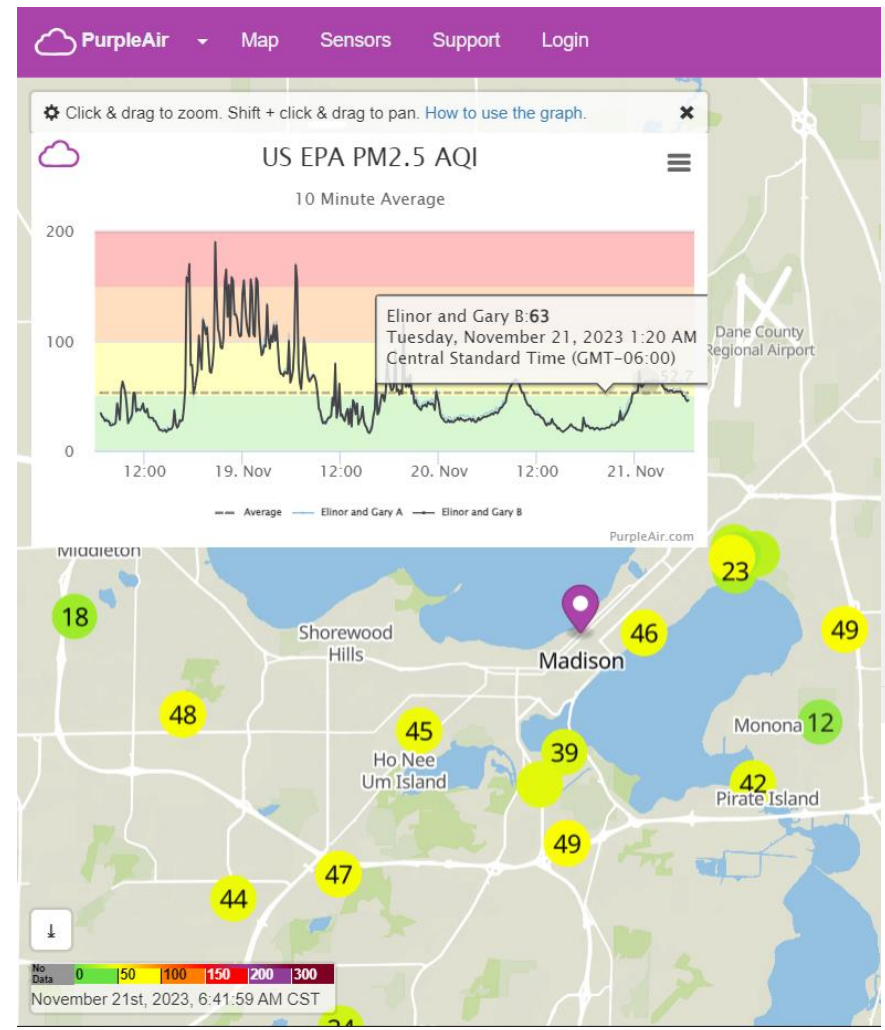 PurpleAir Map Sensors Support Login
Click & drag to zoom. Shift + click & drag to pan. How to use the graph.
US EPA PM2.5 AQI
10 Minute Average
200
100
0
Elinor and Gary B:63
Tuesday, November 21, 2023 1:20 AM
Central Standard Time (GMT-06:00)
52.7
12:00 19. Nov 12:00 20. Nov 12:00 21. Nov
Average Elinor and Gary A Elinor and Gary B
PurpleAir.com
Dane County
Regional Airport
Middleton
23
18
Shorewood
Hills
46
49
Madison
48
45
Ho Nee
Um Island
39
Monona 12
42
Pirate Island
49
47
44
No
Data 0 |50 |100 |150 |200 |300
November 21st, 2023, 6:41:59 AM CST